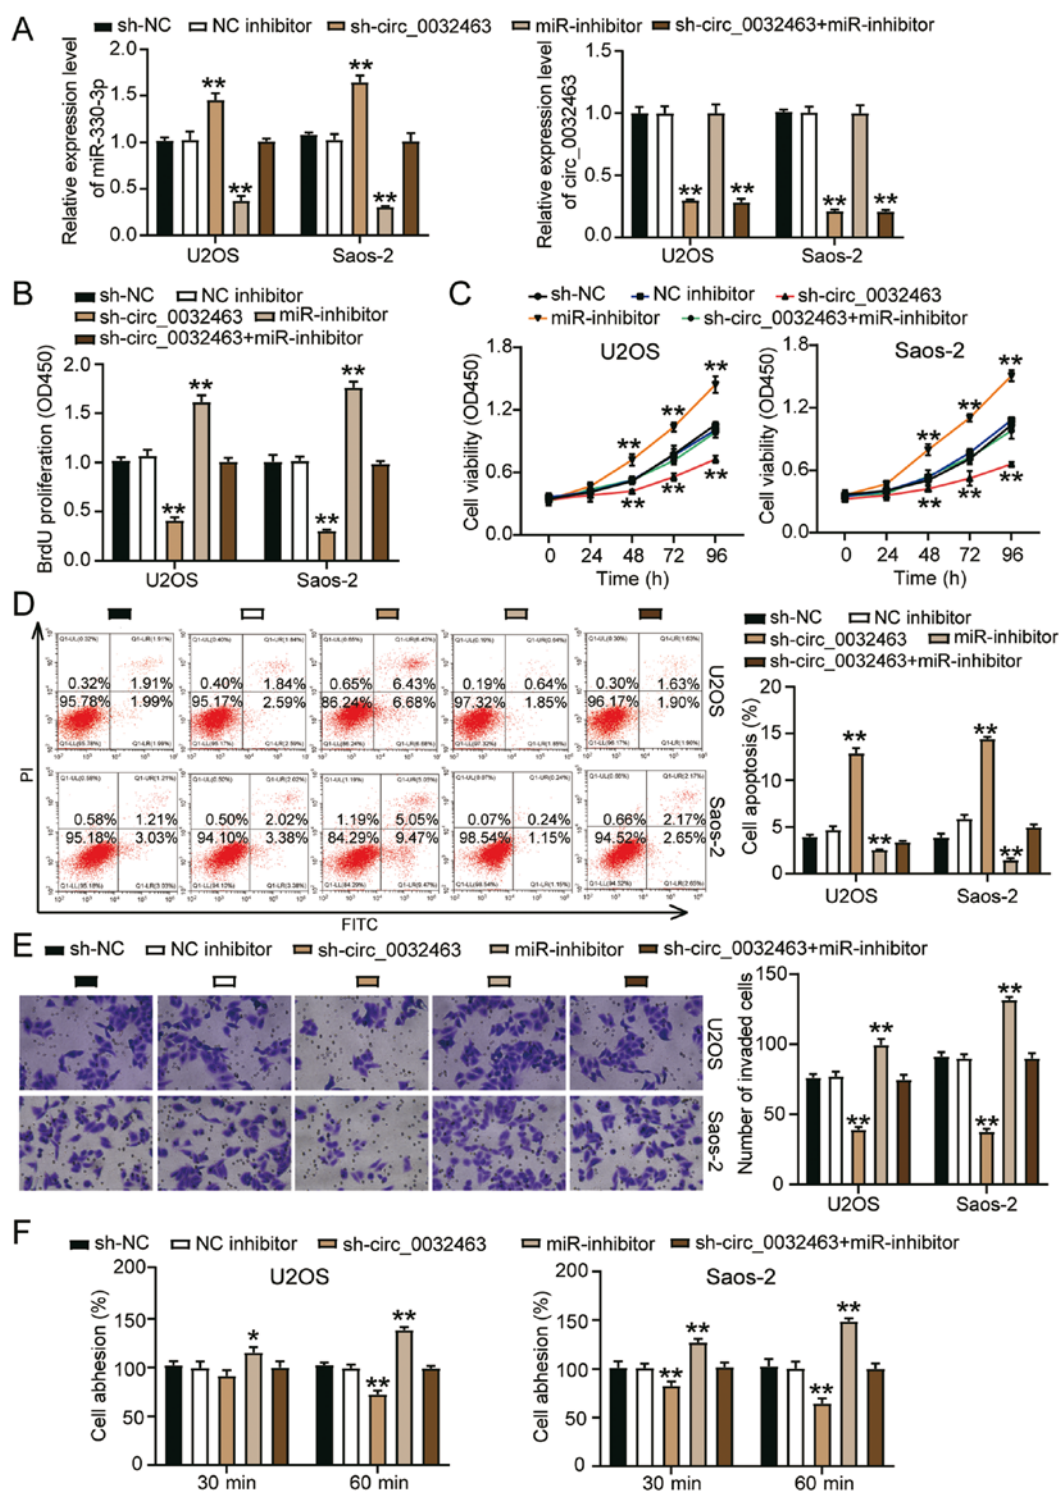 A
sh-NC NC inhibitor sh-circ_0032463 miR-inhibitor sh-circ_0032463+miR-inhibitor
Relative expression level
of miR-330-3p
2.0
1.5
1.0
0.5
0.0
** ** ** **
U2OS Saos-2
Relative expression level
of circ_0032463
1.5
1.0
0.5
0.0
** ** ** **
U2OS Saos-2
B
sh-NC NC inhibitor
sh-circ_0032463 miR-inhibitor
sh-circ_0032463+miR-inhibitor
BrdU proliferation (OD450)
2.0
1.5
1.0
0.5
0.0
** ** ** **
U2OS Saos-2
C
sh-NC NC inhibitor sh-circ_0032463
miR-inhibitor sh-circ_0032463+miR-inhibitor
U2OS
Cell viability (OD450)
1.8
1.2
0.6
0.0
** ** **
** ** **
0 24 48 72 96
Time (h)
Saos-2
Cell viability (OD450)
1.8
1.2
0.6
0.0
** ** **
** ** **
0 24 48 72 96
Time (h)
D
PI
0.32% 1.91% 0.40% 1.84% 0.65% 6.43% 0.19% 0.64% 0.30% 1.63%
95.78% 1.99% 95.17% 2.59% 86.24% 6.68% 97.32% 1.85% 96.17% 1.90%
U2OS
0.58% 1.21% 0.50% 2.02% 1.19% 5.05% 0.07% 0.24% 0.66% 2.17%
95.18% 3.03% 94.10% 3.38% 84.29% 9.47% 98.54% 1.15% 94.52% 2.65%
Saos-2
FITC
sh-NC NC inhibitor
sh-circ_0032463 miR-inhibitor
sh-circ_0032463+miR-inhibitor
Cell apoptosis (%)
20
15
10
5
0
** ** ** **
U2OS Saos-2
E
sh-NC NC inhibitor sh-circ_0032463 miR-inhibitor sh-circ_0032463+miR-inhibitor
U2OS
Saos-2
Number of invaded cells
150
100
50
0
** ** ** **
U2OS Saos-2
F
sh-NC NC inhibitor sh-circ_0032463 miR-inhibitor sh-circ_0032463+miR-inhibitor
U2OS
Cell abhesion (%)
200
150
100
50
0
* ** **
30 min 60 min
Saos-2
Cell abhesion (%)
200
150
100
50
0
** ** ** **
30 min 60 min